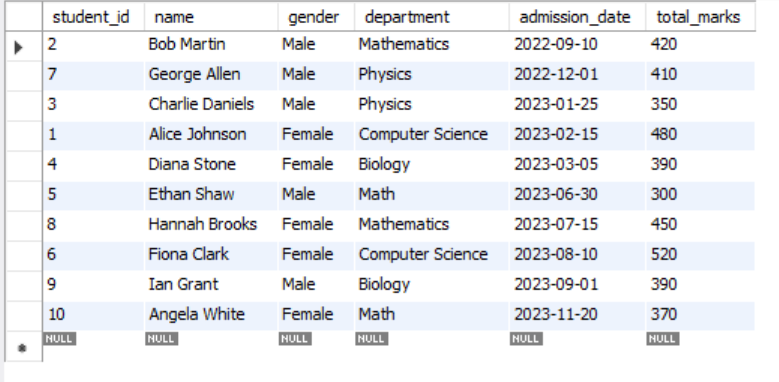 student_id name gender department admission_date total_marks
2 Bob Martin Male Mathematics 2022-09-10 420
7 George Allen Male Physics 2022-12-01 410
3 Charlie Daniels Male Physics 2023-01-25 350
1 Alice Johnson Female Computer Science 2023-02-15 480
4 Diana Stone Female Biology 2023-03-05 390
5 Ethan Shaw Male Math 2023-06-30 300
8 Hannah Brooks Female Mathematics 2023-07-15 450
6 Fiona Clark Female Computer Science 2023-08-10 520
9 Ian Grant Male Biology 2023-09-01 390
10 Angela White Female Math 2023-11-20 370
NULL NULL NULL NULL NULL NULL